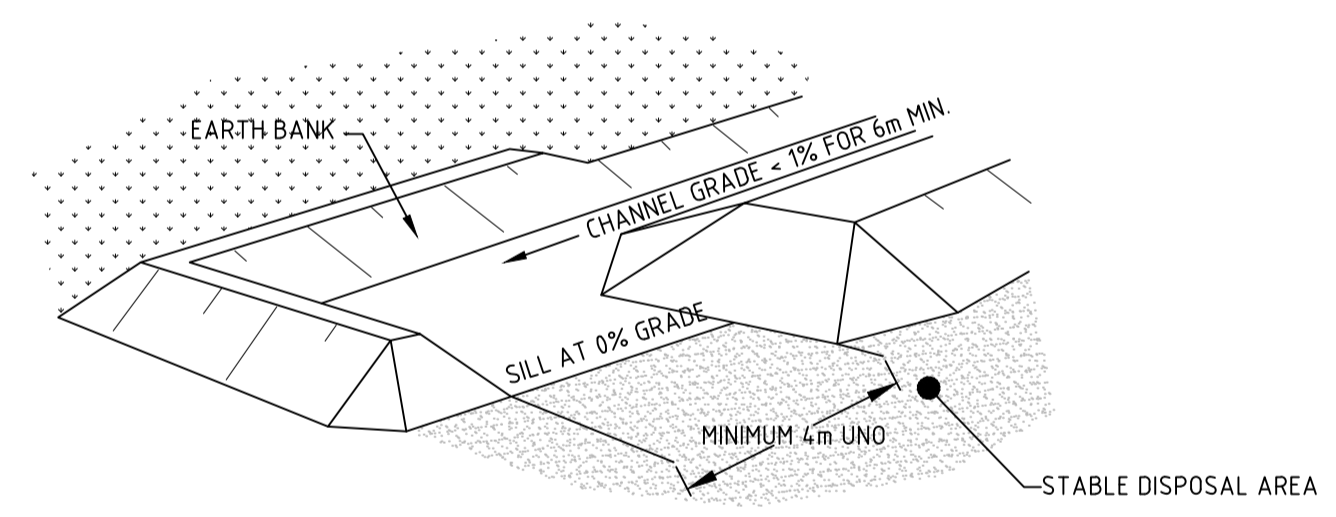 EARTH BANK
CHANNEL GRADE < 1% FOR 6m MIN.
SILL AT 0% GRADE
MINIMUM 4m UNO
STABLE DISPOSAL AREA